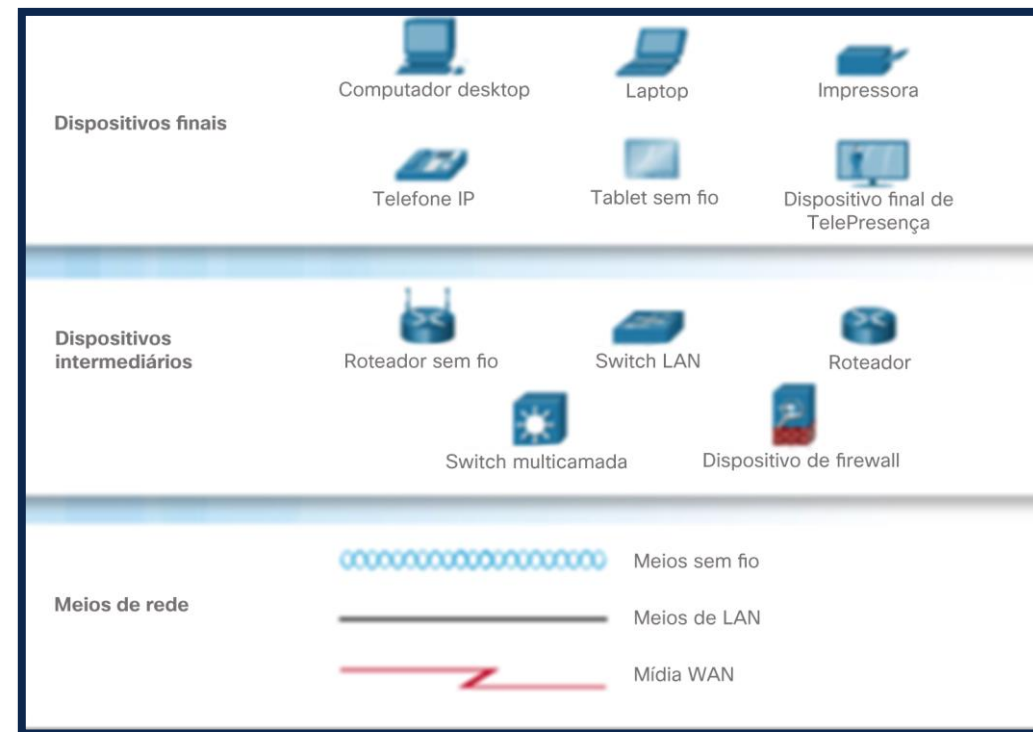 Computador desktop
Laptop
Impressora
Dispositivos finais
Telefone IP
Tablet sem fio
Dispositivo final de
TelePresença
Dispositivos
intermediários
Roteador sem fio
Switch LAN
Roteador
Switch multicamada
Dispositivo de firewall
Meios de rede
Meios sem fio
Meios de LAN
Mídia WAN